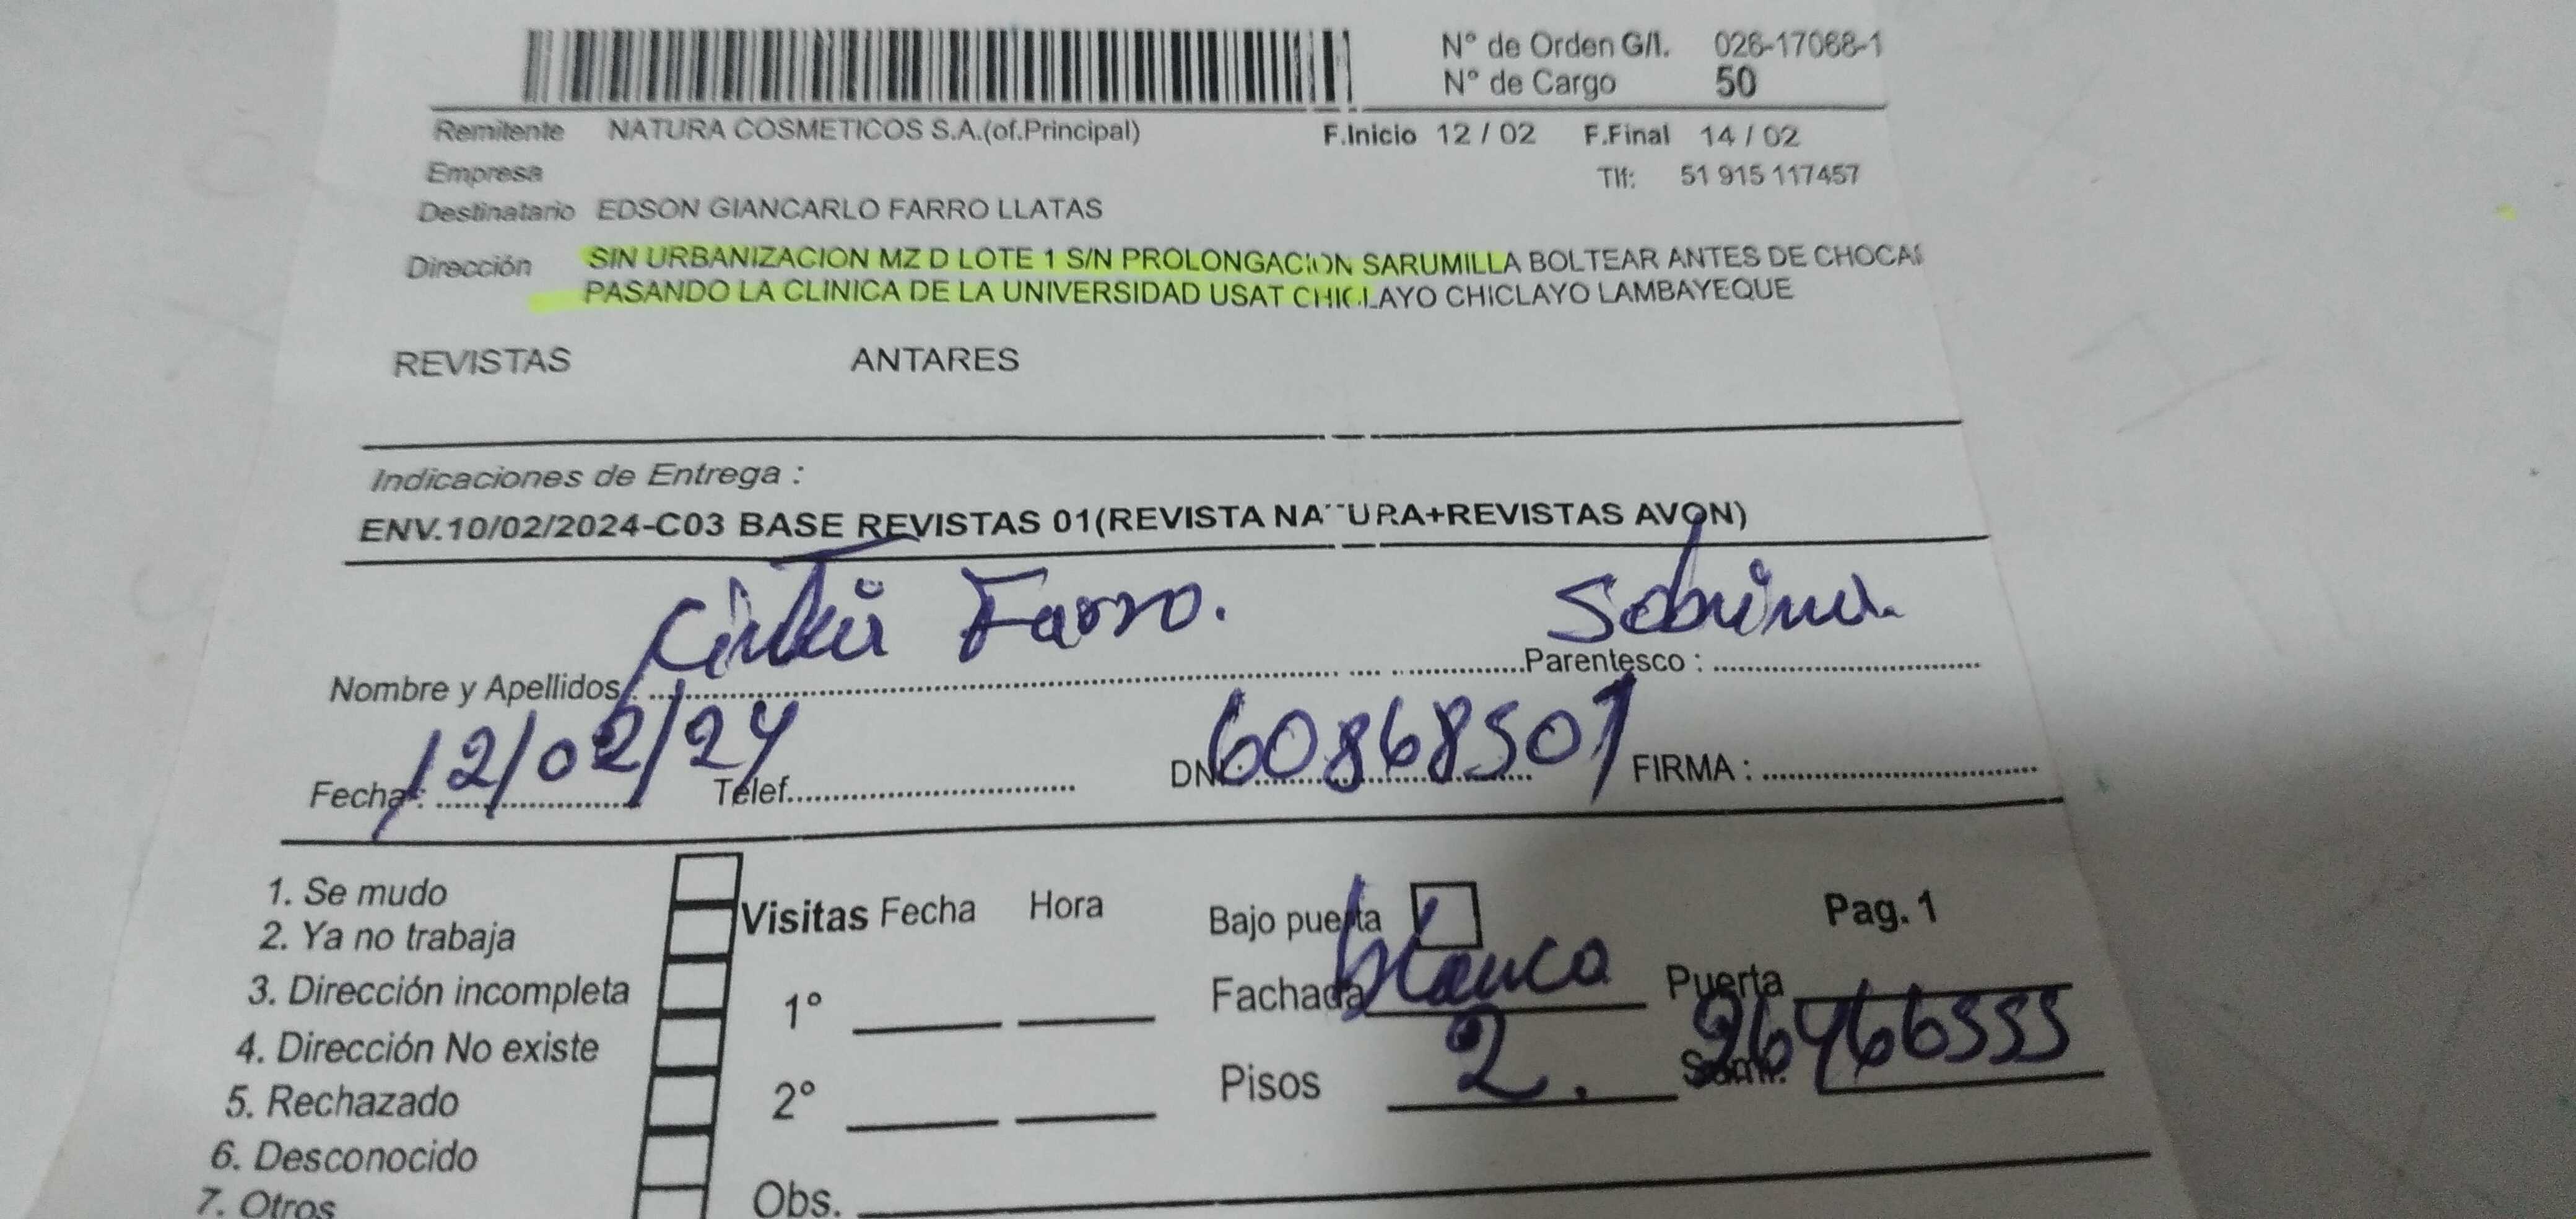 N° de Orden G/I. 026-17068-1
N° de Cargo 50
Remitente NATURA COSMETICOS S.A.(of.Principal) F.Inicio 12 / 02 F.Final 14 / 02
Empresa Tlf: 51 915 117457
Destinatario EDSON GIANCARLO FARRO LLATAS
Dirección SIN URBANIZACION MZ D LOTE 1 S/N PROLONGACION SARUMILLA BOLTEAR ANTES DE CHOCAS
PASANDO LA CLINICA DE LA UNIVERSIDAD USAT CHICLAYO CHICLAYO LAMBAYEQUE
REVISTAS ANTARES
Indicaciones de Entrega :
ENV.10/02/2024-C03 BASE REVISTAS 01(REVISTA NATURA+REVISTAS AVON)
Farro. Sobrina.
Nombre y Apellidos : Parentesco :
12/02/24 60868501
Fecha : Telef. DNI: FIRMA :
1. Se mudo
2. Ya no trabaja
3. Dirección incompleta
4. Dirección No existe
5. Rechazado
6. Desconocido
7. Otros
Visitas Fecha Hora
1°
2°
Obs.
Bajo puerta Pag. 1
Fachada blanca Puerta
Pisos 2. Sumi. 26466555